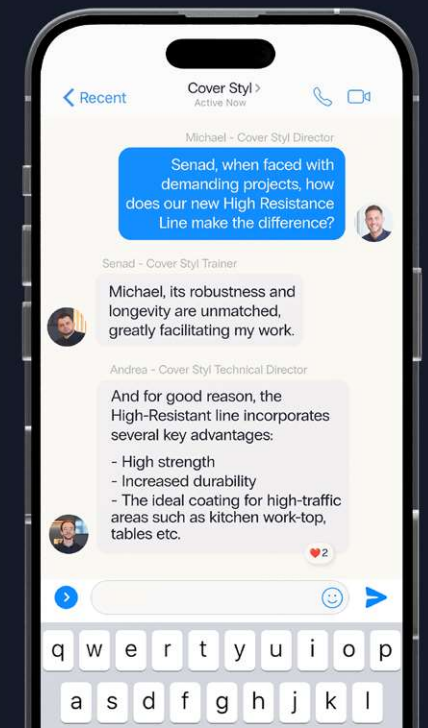 Recent
Cover Styl >
Active Now
Michael - Cover Styl Director
Senad, when faced with
demanding projects, how
does our new High Resistance
Line make the difference?
Senad - Cover Styl Trainer
Michael, its robustness and
longevity are unmatched,
greatly facilitating my work.
Andrea - Cover Styl Technical Director
And for good reason, the
High-Resistant line incorporates
several key advantages:
- High strength
- Increased durability
- The ideal coating for high-traffic
areas such as kitchen work-top,
tables etc.
2
q w e r t y u i o p
a s d f g h j k l